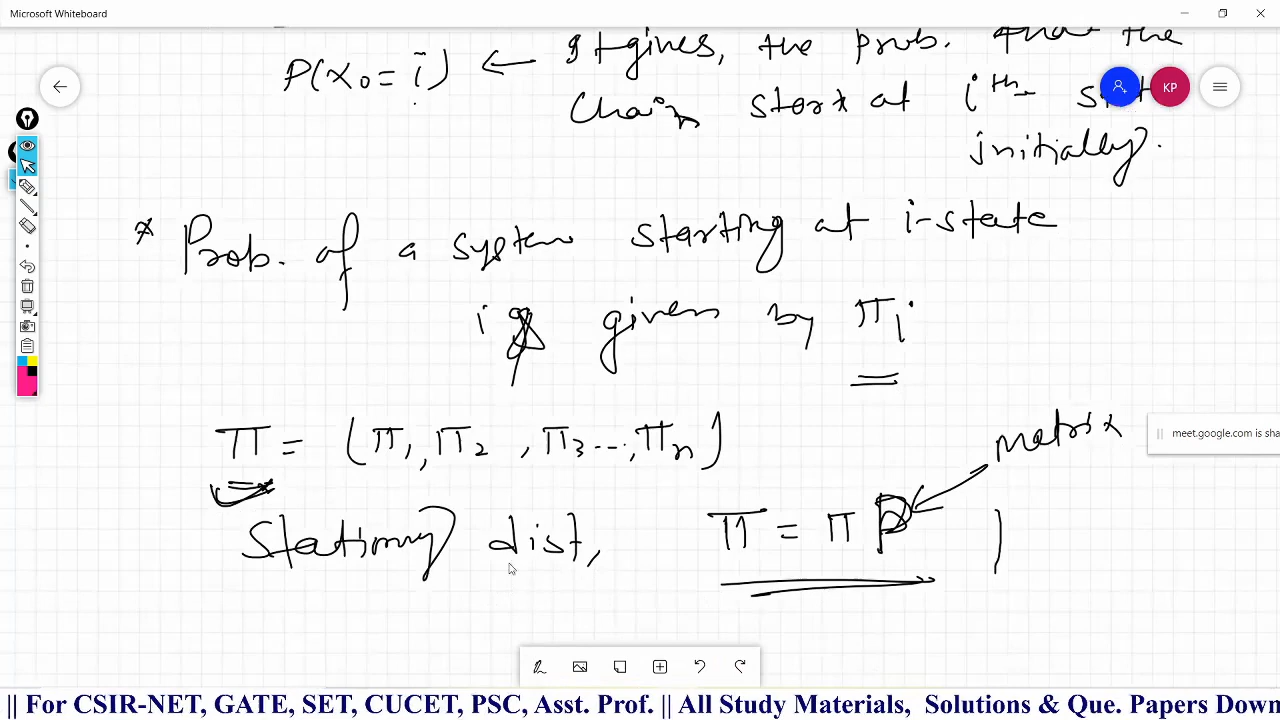 Microsoft Whiteboard
P(X₀ = i) ← It gives, the prob. that the
chain start at iᵗʰ
initially.
KP
* Prob. of a system starting at i-state
is given by πi
π = (π₁, π₂, π₃..., πn)
matrix
meet.google.com is sha
Stationary dist, π = π P
|| For CSIR-NET, GATE, SET, CUCET, PSC, Asst. Prof. || All Study Materials, Solutions & Que. Papers Down